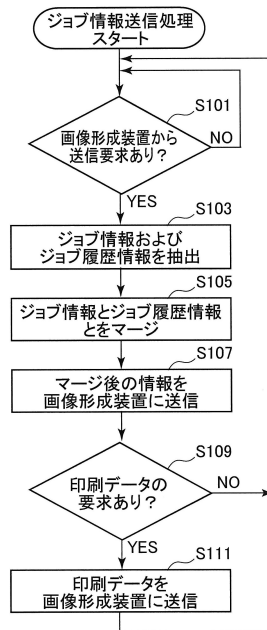 ジョブ情報送信処理
スタート
S101
画像形成装置から
送信要求あり?
NO
YES
S103
ジョブ情報および
ジョブ履歴情報を抽出
S105
ジョブ情報とジョブ履歴情報
とをマージ
S107
マージ後の情報を
画像形成装置に送信
S109
印刷データの
要求あり?
NO
YES
S111
印刷データを
画像形成装置に送信